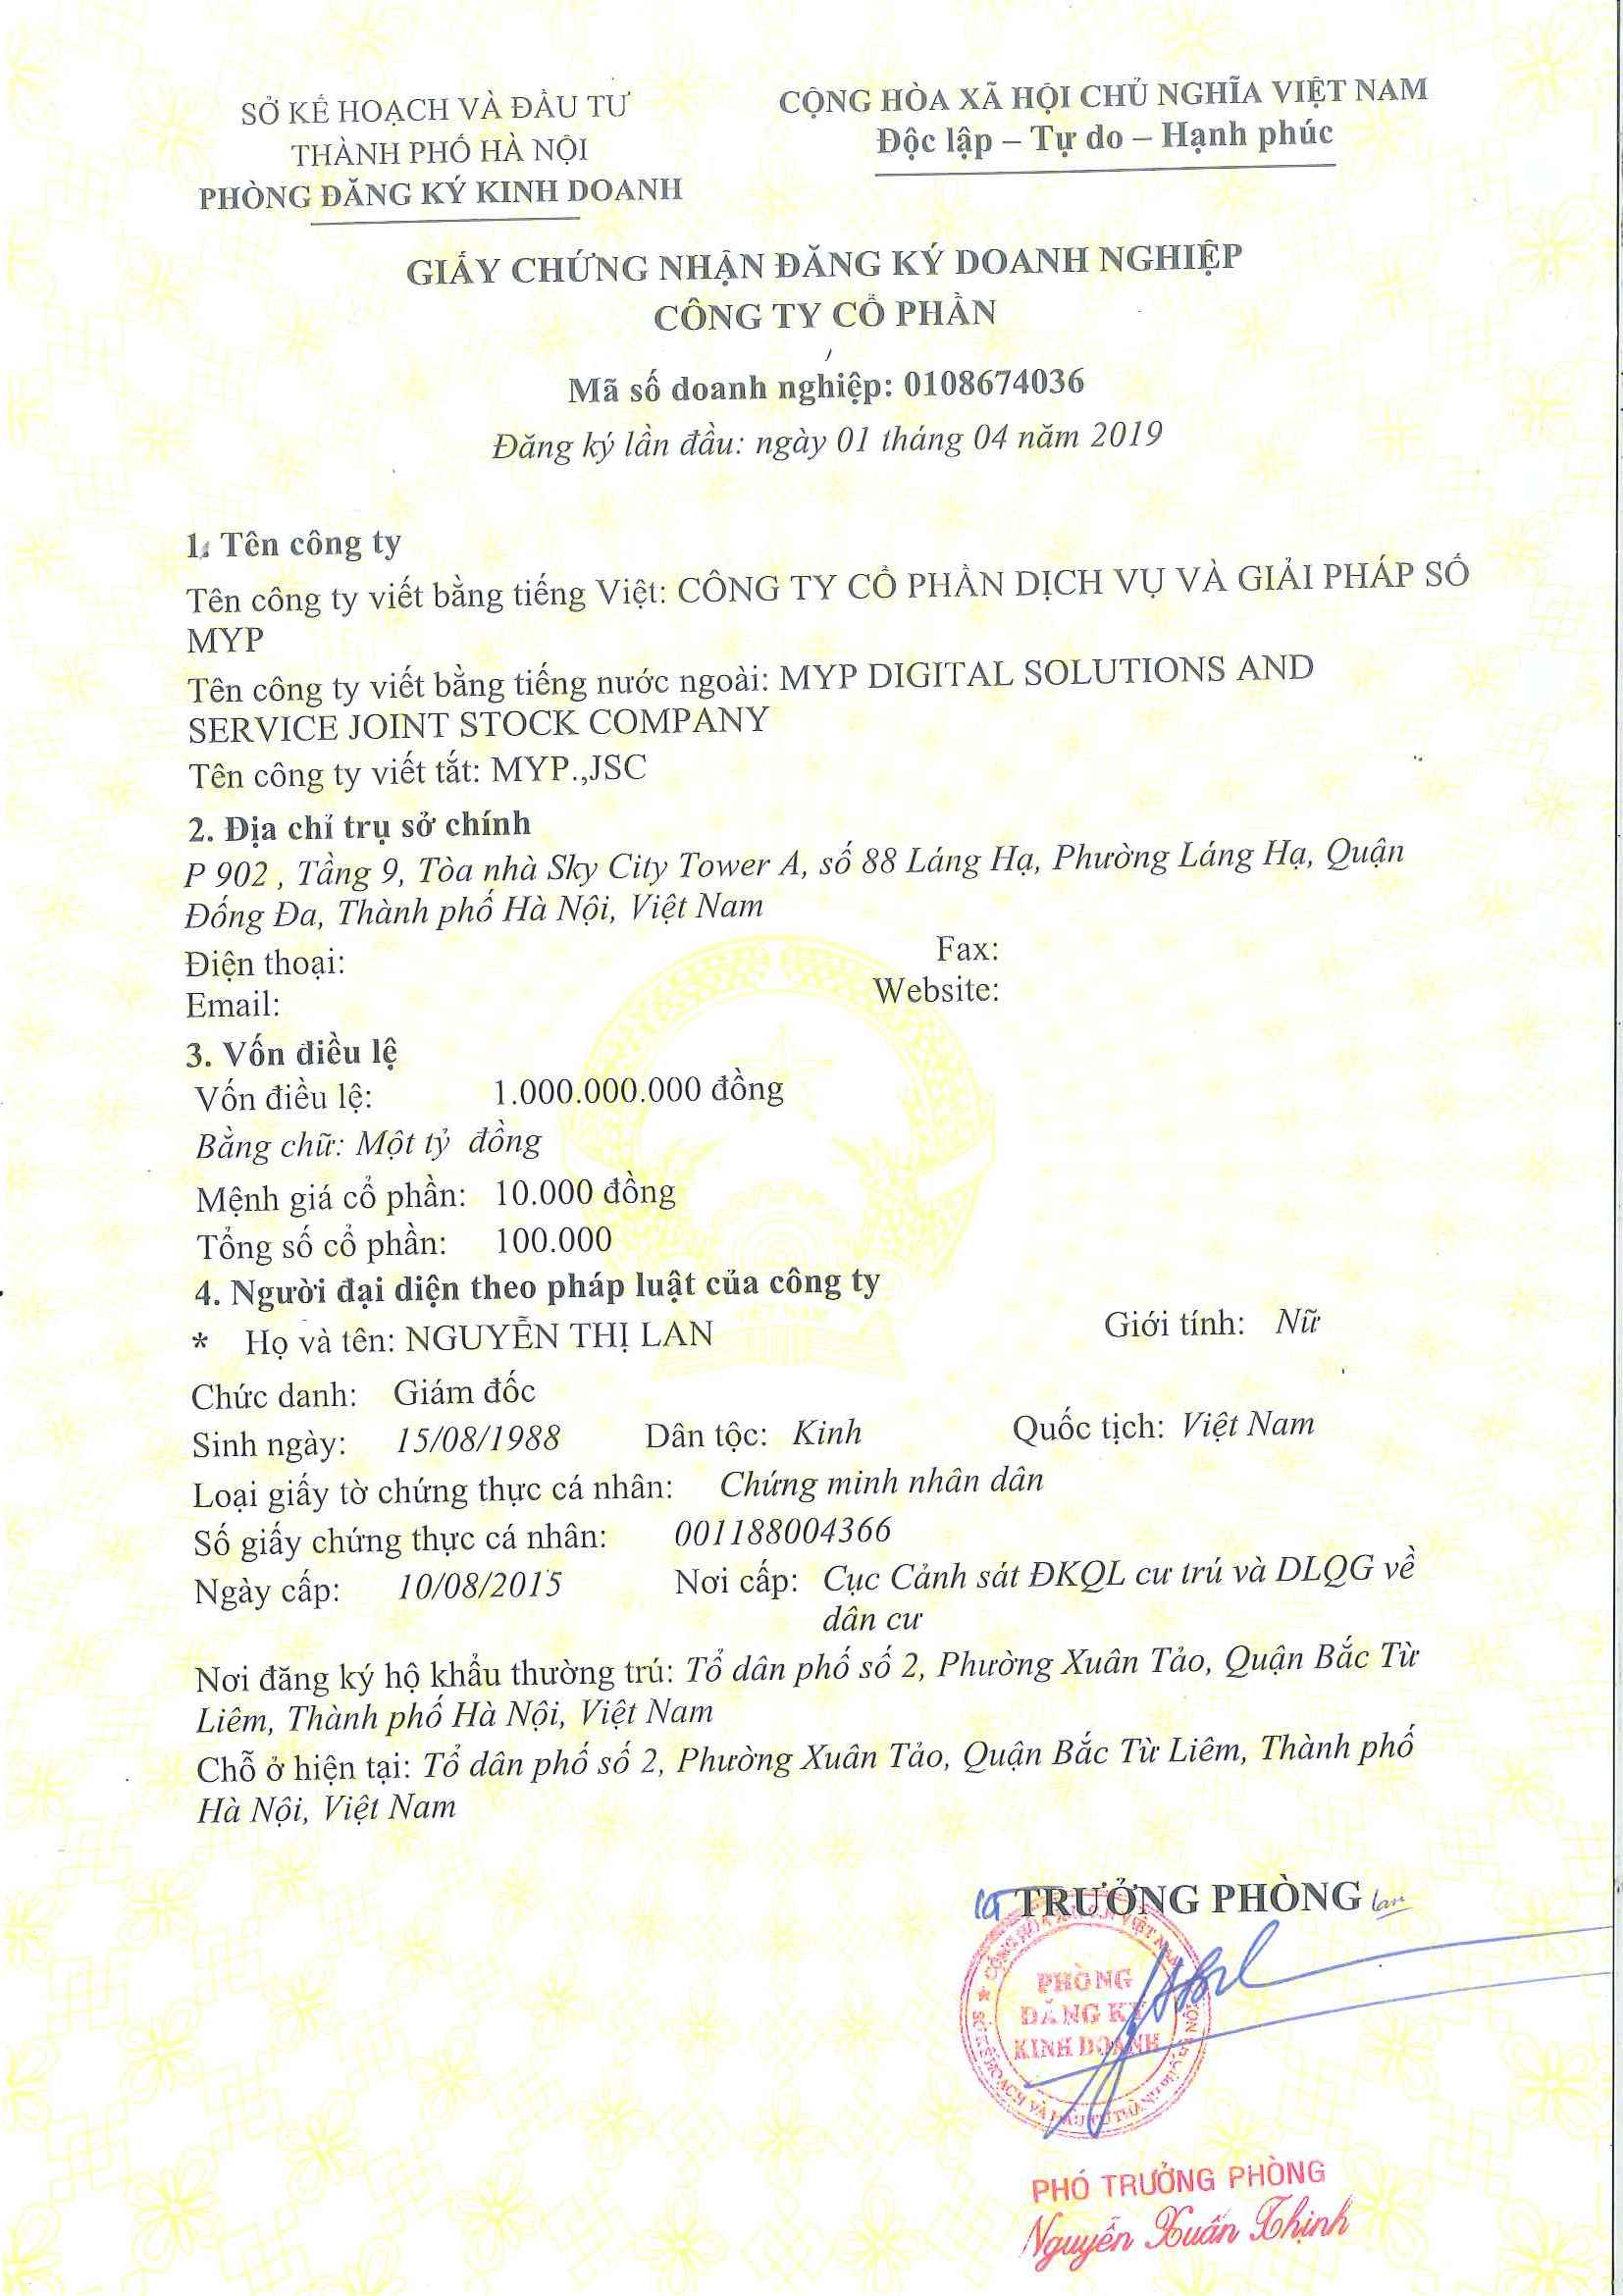 SỞ KẾ HOẠCH VÀ ĐẦU TƯ
THÀNH PHỐ HÀ NỘI
PHÒNG ĐĂNG KÝ KINH DOANH
CỘNG HÒA XÃ HỘI CHỦ NGHĨA VIỆT NAM
Độc lập – Tự do – Hạnh phúc
GIẤY CHỨNG NHẬN ĐĂNG KÝ DOANH NGHIỆP
CÔNG TY CỔ PHẦN
Mã số doanh nghiệp: 0108674036
Đăng ký lần đầu: ngày 01 tháng 04 năm 2019
1. Tên công ty
Tên công ty viết bằng tiếng Việt: CÔNG TY CỔ PHẦN DỊCH VỤ VÀ GIẢI PHÁP SỐ
MYP
Tên công ty viết bằng tiếng nước ngoài: MYP DIGITAL SOLUTIONS AND
SERVICE JOINT STOCK COMPANY
Tên công ty viết tắt: MYP.,JSC
2. Địa chỉ trụ sở chính
P 902 , Tầng 9, Tòa nhà Sky City Tower A, số 88 Láng Hạ, Phường Láng Hạ, Quận
Đống Đa, Thành phố Hà Nội, Việt Nam
Điện thoại: Fax:
Email: Website:
3. Vốn điều lệ
Vốn điều lệ: 1.000.000.000 đồng
Bằng chữ: Một tỷ đồng
Mệnh giá cổ phần: 10.000 đồng
Tổng số cổ phần: 100.000
4. Người đại diện theo pháp luật của công ty
* Họ và tên: NGUYỄN THỊ LAN Giới tính: Nữ
Chức danh: Giám đốc
Sinh ngày: 15/08/1988 Dân tộc: Kinh Quốc tịch: Việt Nam
Loại giấy tờ chứng thực cá nhân: Chứng minh nhân dân
Số giấy chứng thực cá nhân: 001188004366
Ngày cấp: 10/08/2015 Nơi cấp: Cục Cảnh sát ĐKQL cư trú và DLQG về
dân cư
Nơi đăng ký hộ khẩu thường trú: Tổ dân phố số 2, Phường Xuân Tảo, Quận Bắc Từ
Liêm, Thành phố Hà Nội, Việt Nam
Chỗ ở hiện tại: Tổ dân phố số 2, Phường Xuân Tảo, Quận Bắc Từ Liêm, Thành phố
Hà Nội, Việt Nam
TRƯỞNG PHÒNG
PHÒNG
ĐĂNG KÝ
KINH DOANH
PHÓ TRƯỞNG PHÒNG
Nguyễn Xuân Thịnh